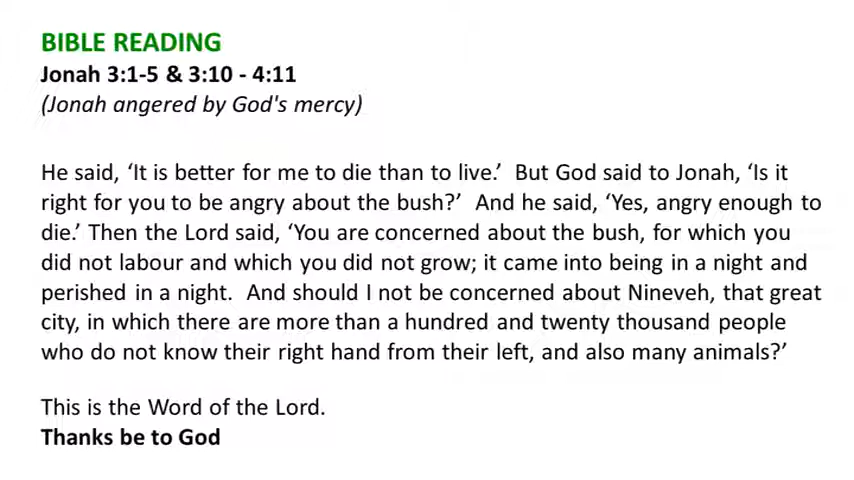 BIBLE READING
Jonah 3:1-5 & 3:10 - 4:11
(Jonah angered by God's mercy)
He said, ‘It is better for me to die than to live.’  But God said to Jonah, ‘Is it
right for you to be angry about the bush?’  And he said, ‘Yes, angry enough to
die.’ Then the Lord said, ‘You are concerned about the bush, for which you
did not labour and which you did not grow; it came into being in a night and
perished in a night.  And should I not be concerned about Nineveh, that great
city, in which there are more than a hundred and twenty thousand people
who do not know their right hand from their left, and also many animals?’
This is the Word of the Lord.
Thanks be to God